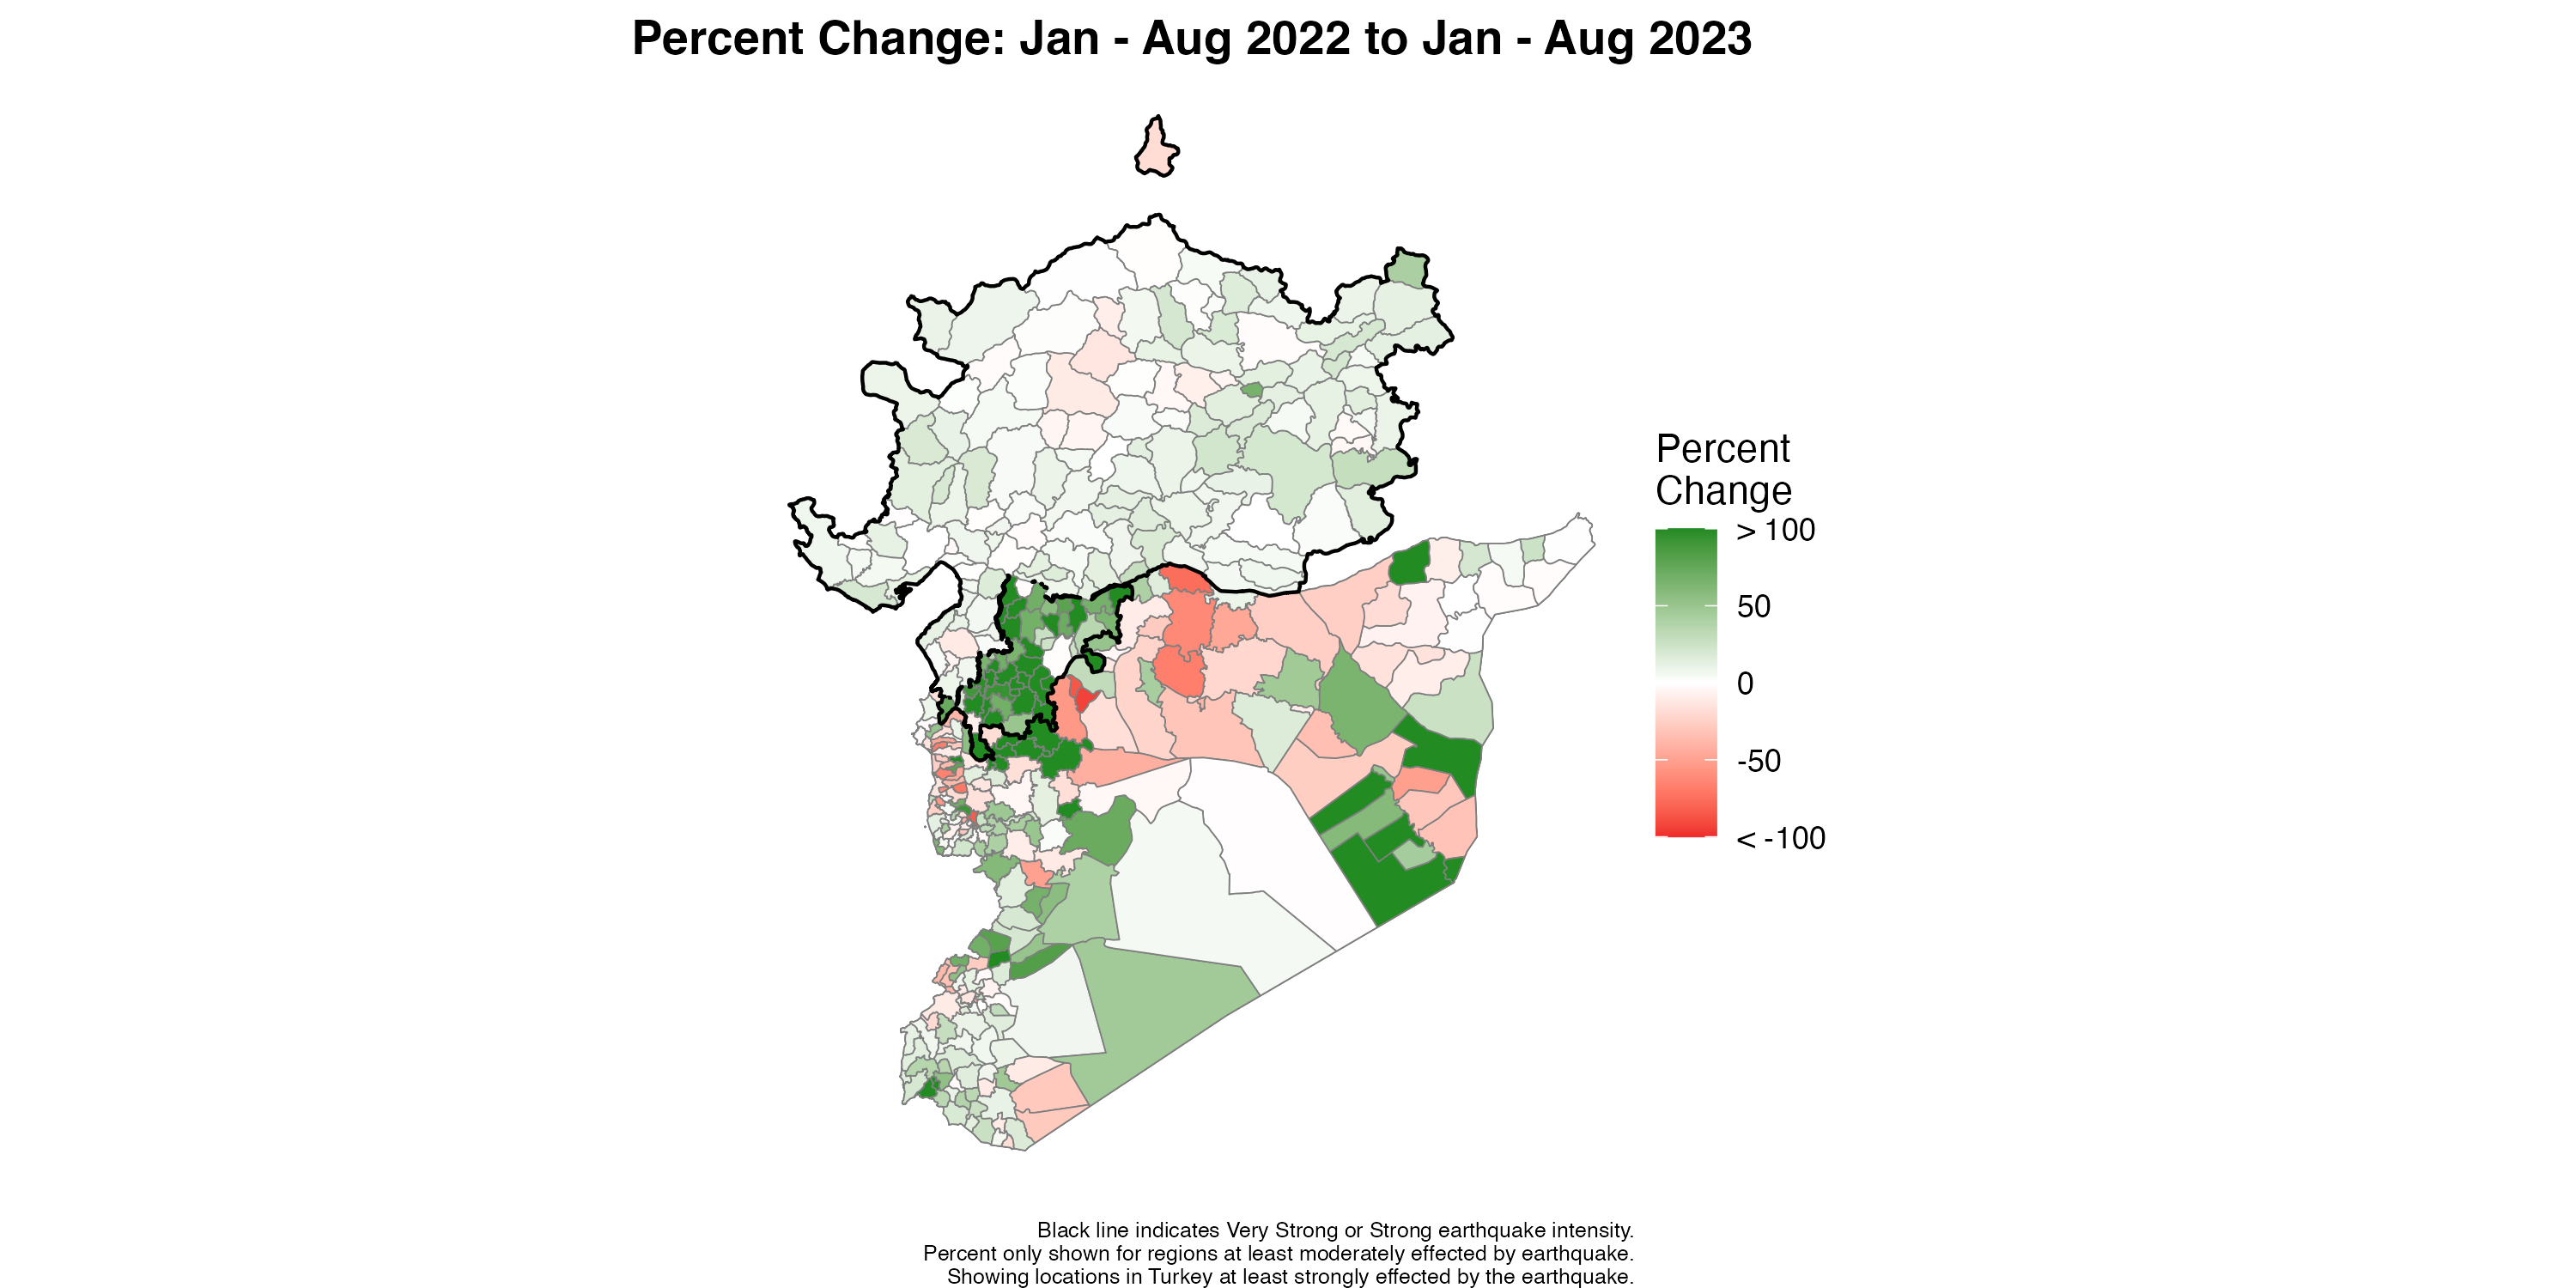 Percent Change: Jan - Aug 2022 to Jan - Aug 2023
Percent
Change
> 100
50
0
-50
< -100
Black line indicates Very Strong or Strong earthquake intensity.
Percent only shown for regions at least moderately effected by earthquake.
Showing locations in Turkey at least strongly effected by the earthquake.